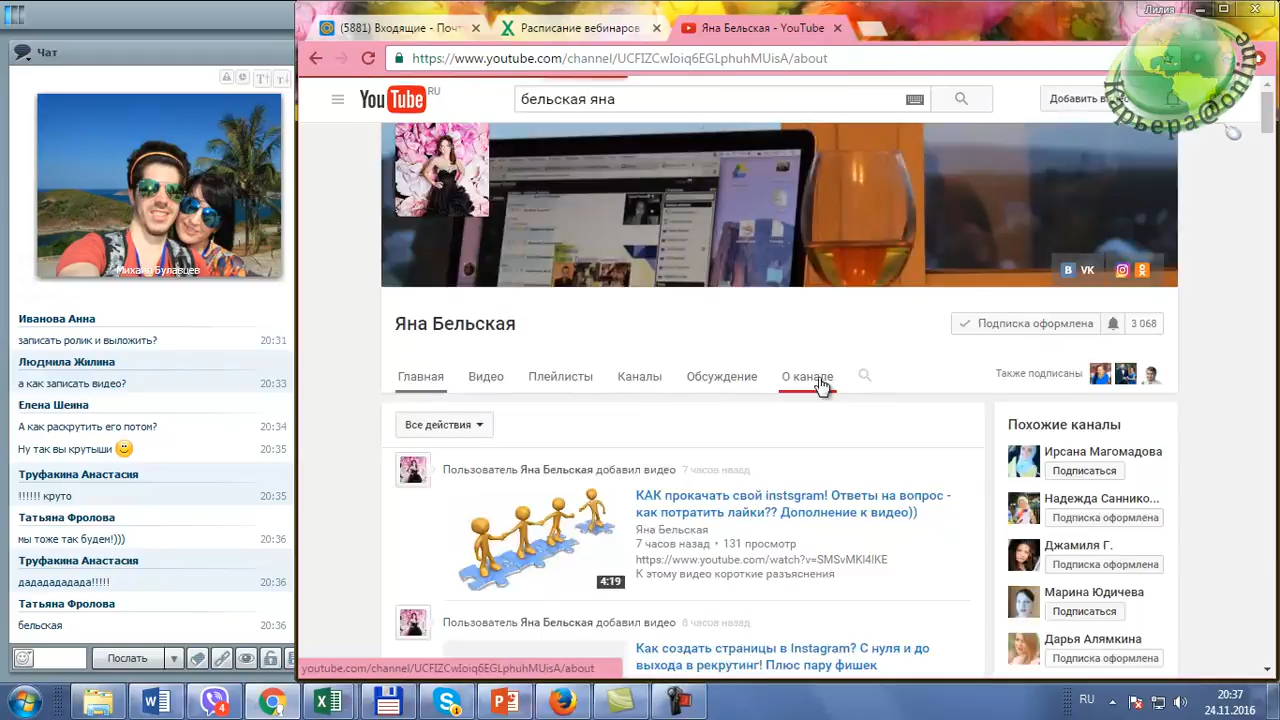 Чат
Михаил Булавцев
Иванова Анна
записать ролик и выложить?
20:31
Людмила Жилина
а как записать видео?
20:33
Елена Шеина
А как раскрутить его потом?
20:34
Ну так вы крутыши
20:35
Труфакина Анастасия
!!!!!! круто
20:35
Татьяна Фролова
мы тоже так будем!)))
20:36
Труфакина Анастасия
дадададада!!!!!
20:36
Татьяна Фролова
бельская
20:36
Послать
Лилия
(5881) Входящие - Поч
Расписание вебинаров
Яна Бельская - YouTube
https://www.youtube.com/channel/UCFIZCwIoiq6EGLphuhMUisA/about
YouTube RU
бельская яна
Добавить ви
Карьера@online
B VK
Яна Бельская
Подписка оформлена
3 068
Главная
Видео
Плейлисты
Каналы
Обсуждение
О канале
Также подписаны
Все действия
Пользователь Яна Бельская добавил видео 7 часов назад
КАК прокачать свой instsgram! Ответы на вопрос -
как потратить лайки?? Дополнение к видео))
Яна Бельская
7 часов назад • 131 просмотр
https://www.youtube.com/watch?v=SMSvMKl4IKE
К этому видео короткие разъяснения
4:19
Пользователь Яна Бельская добавил видео 8 часов назад
Как создать страницы в Instagram? С нуля и до
выхода в рекрутинг! Плюс пару фишек
Похожие каналы
Ирсана Магомадова
Подписаться
Надежда Саннико...
Подписка оформлена
Джамиля Г.
Подписка оформлена
Марина Юдичева
Подписаться
Дарья Алямкина
Подписка оформлена
youtube.com/channel/UCFIZCwIoiq6EGLphuhMUisA/about
RU
20:37
24.11.2016